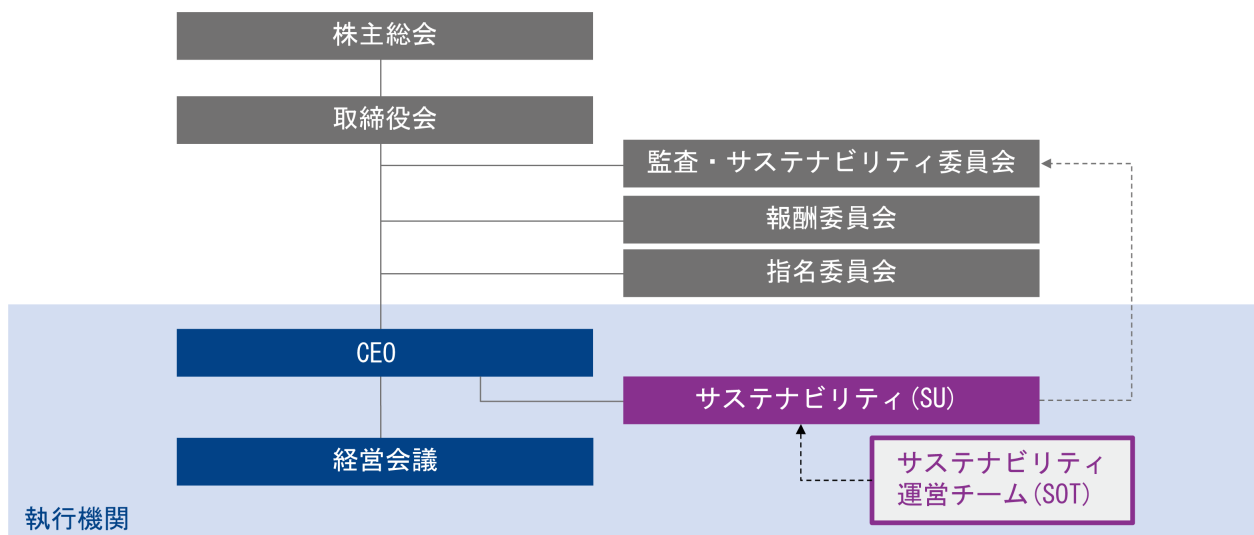 株主総会
取締役会
監査・サステナビリティ委員会
報酬委員会
指名委員会
CEO
サステナビリティ(SU)
経営会議
サステナビリティ
運営チーム(SOT)
執行機関